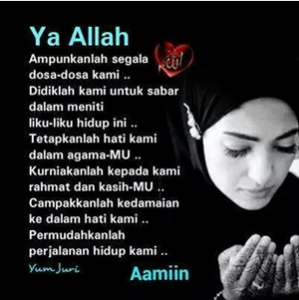 Ya Allah
Ampunkanlah segala
dosa-dosa kami ..
Didiklah kami untuk sabar
dalam meniti
liku-liku hidup ini ..
Tetapkanlah hati kami
dalam agama-MU ..
Kurniakanlah kepada kami
rahmat dan kasih-MU ..
Campakkanlah kedamaian
ke dalam hati kami ..
Permudahkanlah
perjalanan hidup kami ..
Yum Juri
Aamiin